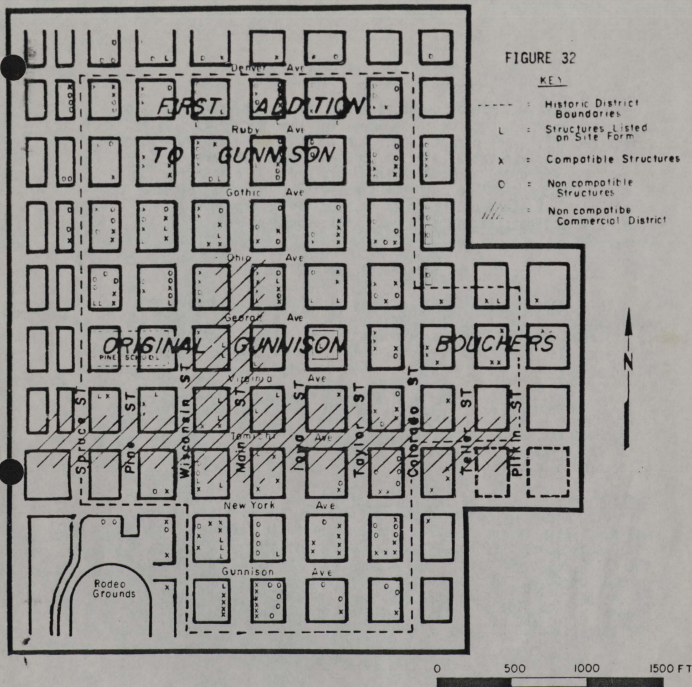 FIGURE 32
KEY
= Historic District
Boundaries
L = Structures Listed
on Site Form
x = Compatible Structures
O = Non compatible
Structures
= Non compatibe
Commercial District
Denver Ave
FIRST ADDITION
Ruby Ave
TO GUNNISON
Gothic Ave
Ohio Ave
Georgia Ave
ORIGINAL GUNNISON BOUCHERS
PINE SCHOOL
Virginia Ave
Spruce ST
Pine ST
Wisconsin ST
Main ST
Iowa ST
Taylor ST
Colorado ST
Teller ST
Pitkin ST
Tomichi Ave
New York Ave
Gunnison Ave
Rodeo
Grounds
N
0 500 1000 1500 FT